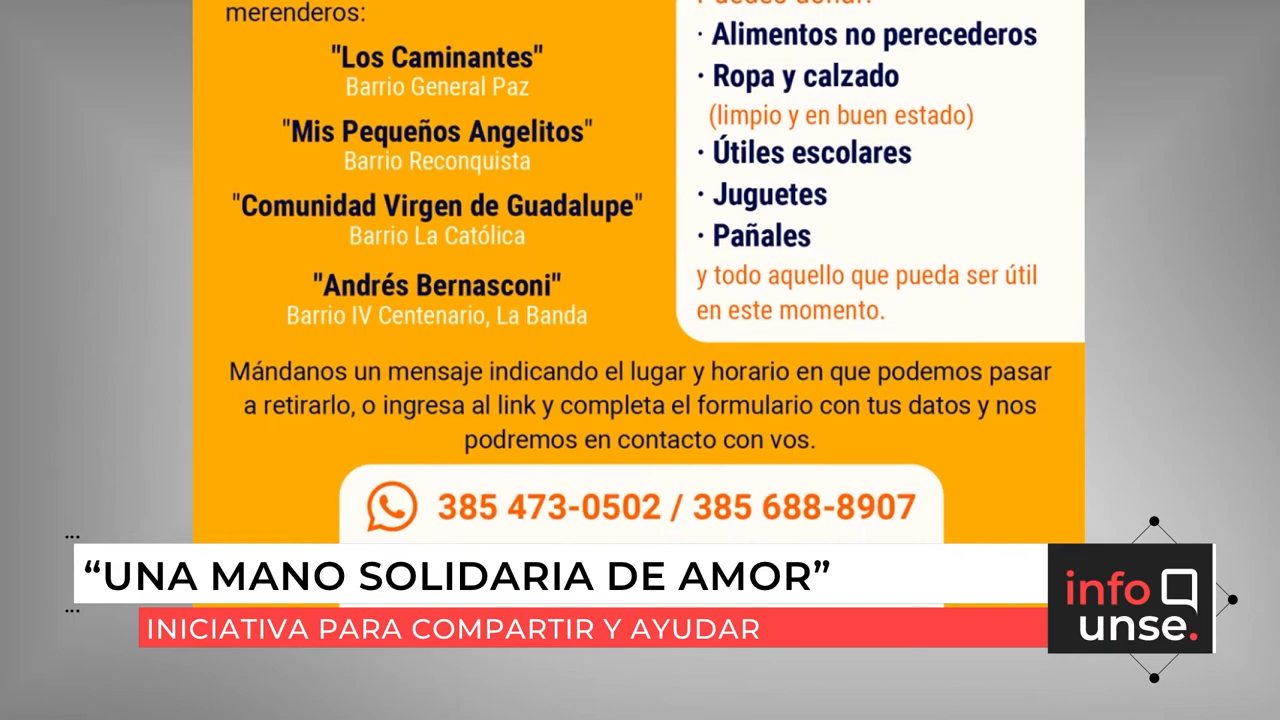 merenderos:
"Los Caminantes"
Barrio General Paz
"Mis Pequeños Angelitos"
Barrio Reconquista
"Comunidad Virgen de Guadalupe"
Barrio La Católica
"Andrés Bernasconi"
Barrio IV Centenario, La Banda
· Alimentos no perecederos
· Ropa y calzado
(limpio y en buen estado)
· Útiles escolares
· Juguetes
· Pañales
y todo aquello que pueda ser útil
en este momento.
Mándanos un mensaje indicando el lugar y horario en que podemos pasar
a retirarlo, o ingresa al link y completa el formulario con tus datos y nos
podremos en contacto con vos.
385 473-0502 / 385 688-8907
“UNA MANO SOLIDARIA DE AMOR”
INICIATIVA PARA COMPARTIR Y AYUDAR
info
unse.